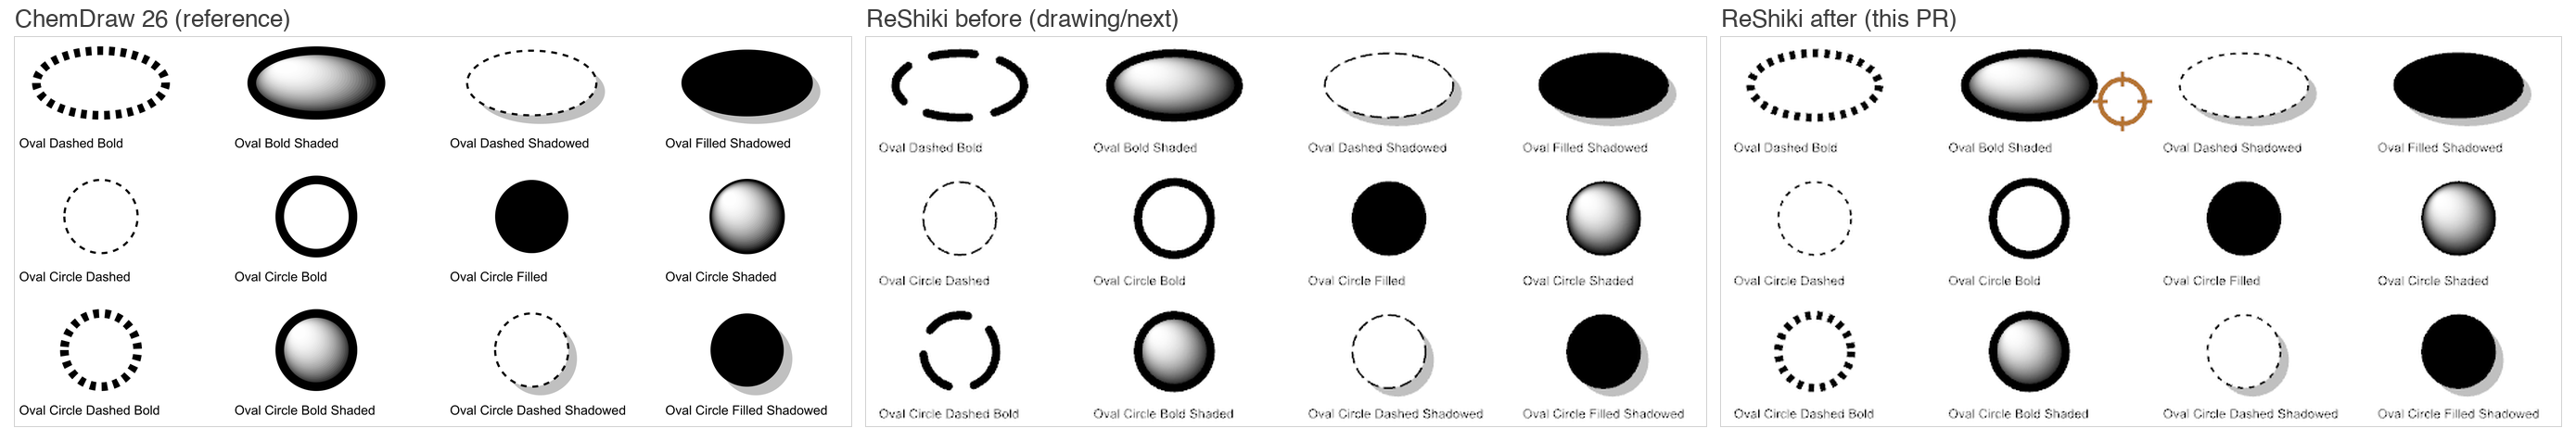 ChemDraw 26 (reference)
Oval Dashed Bold
Oval Bold Shaded
Oval Dashed Shadowed
Oval Filled Shadowed
Oval Circle Dashed
Oval Circle Bold
Oval Circle Filled
Oval Circle Shaded
Oval Circle Dashed Bold
Oval Circle Bold Shaded
Oval Circle Dashed Shadowed
Oval Circle Filled Shadowed
ReShiki before (drawing/next)
Oval Dashed Bold
Oval Bold Shaded
Oval Dashed Shadowed
Oval Filled Shadowed
Oval Circle Dashed
Oval Circle Bold
Oval Circle Filled
Oval Circle Shaded
Oval Circle Dashed Bold
Oval Circle Bold Shaded
Oval Circle Dashed Shadowed
Oval Circle Filled Shadowed
ReShiki after (this PR)
Oval Dashed Bold
Oval Bold Shaded
Oval Dashed Shadowed
Oval Filled Shadowed
Oval Circle Dashed
Oval Circle Bold
Oval Circle Filled
Oval Circle Shaded
Oval Circle Dashed Bold
Oval Circle Bold Shaded
Oval Circle Dashed Shadowed
Oval Circle Filled Shadowed